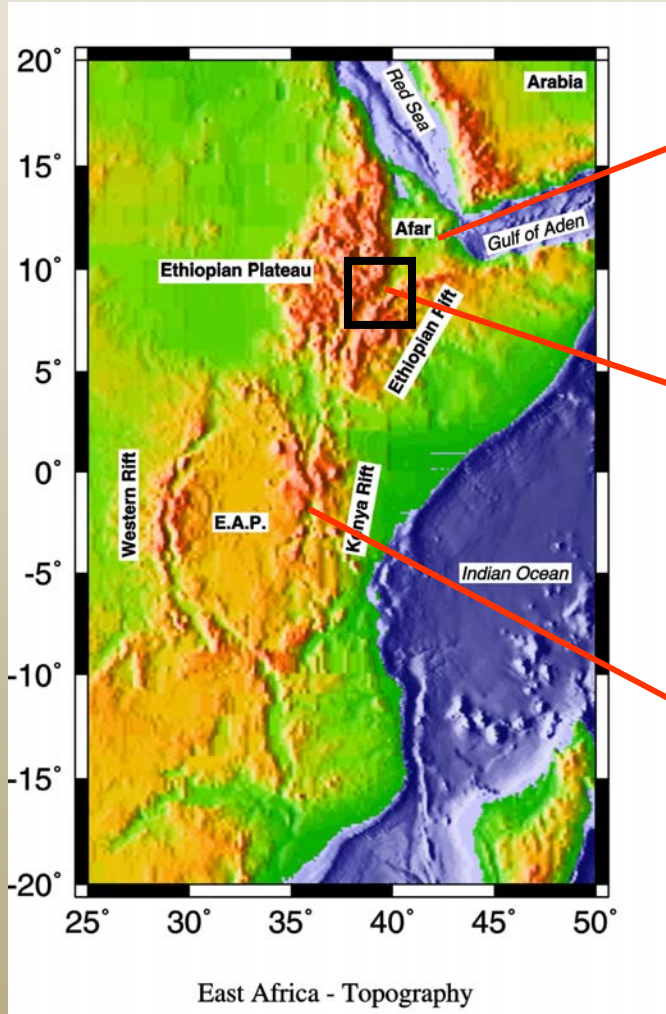 20°
15°
10°
5°
0°
-5°
-10°
-15°
-20°
Arabia
Red Sea
Afar
Gulf of Aden
Ethiopian Plateau
Ethiopian Rift
Western Rift
E.A.P.
Kenya Rift
Indian Ocean
25° 30° 35° 40° 45° 50°
East Africa - Topography